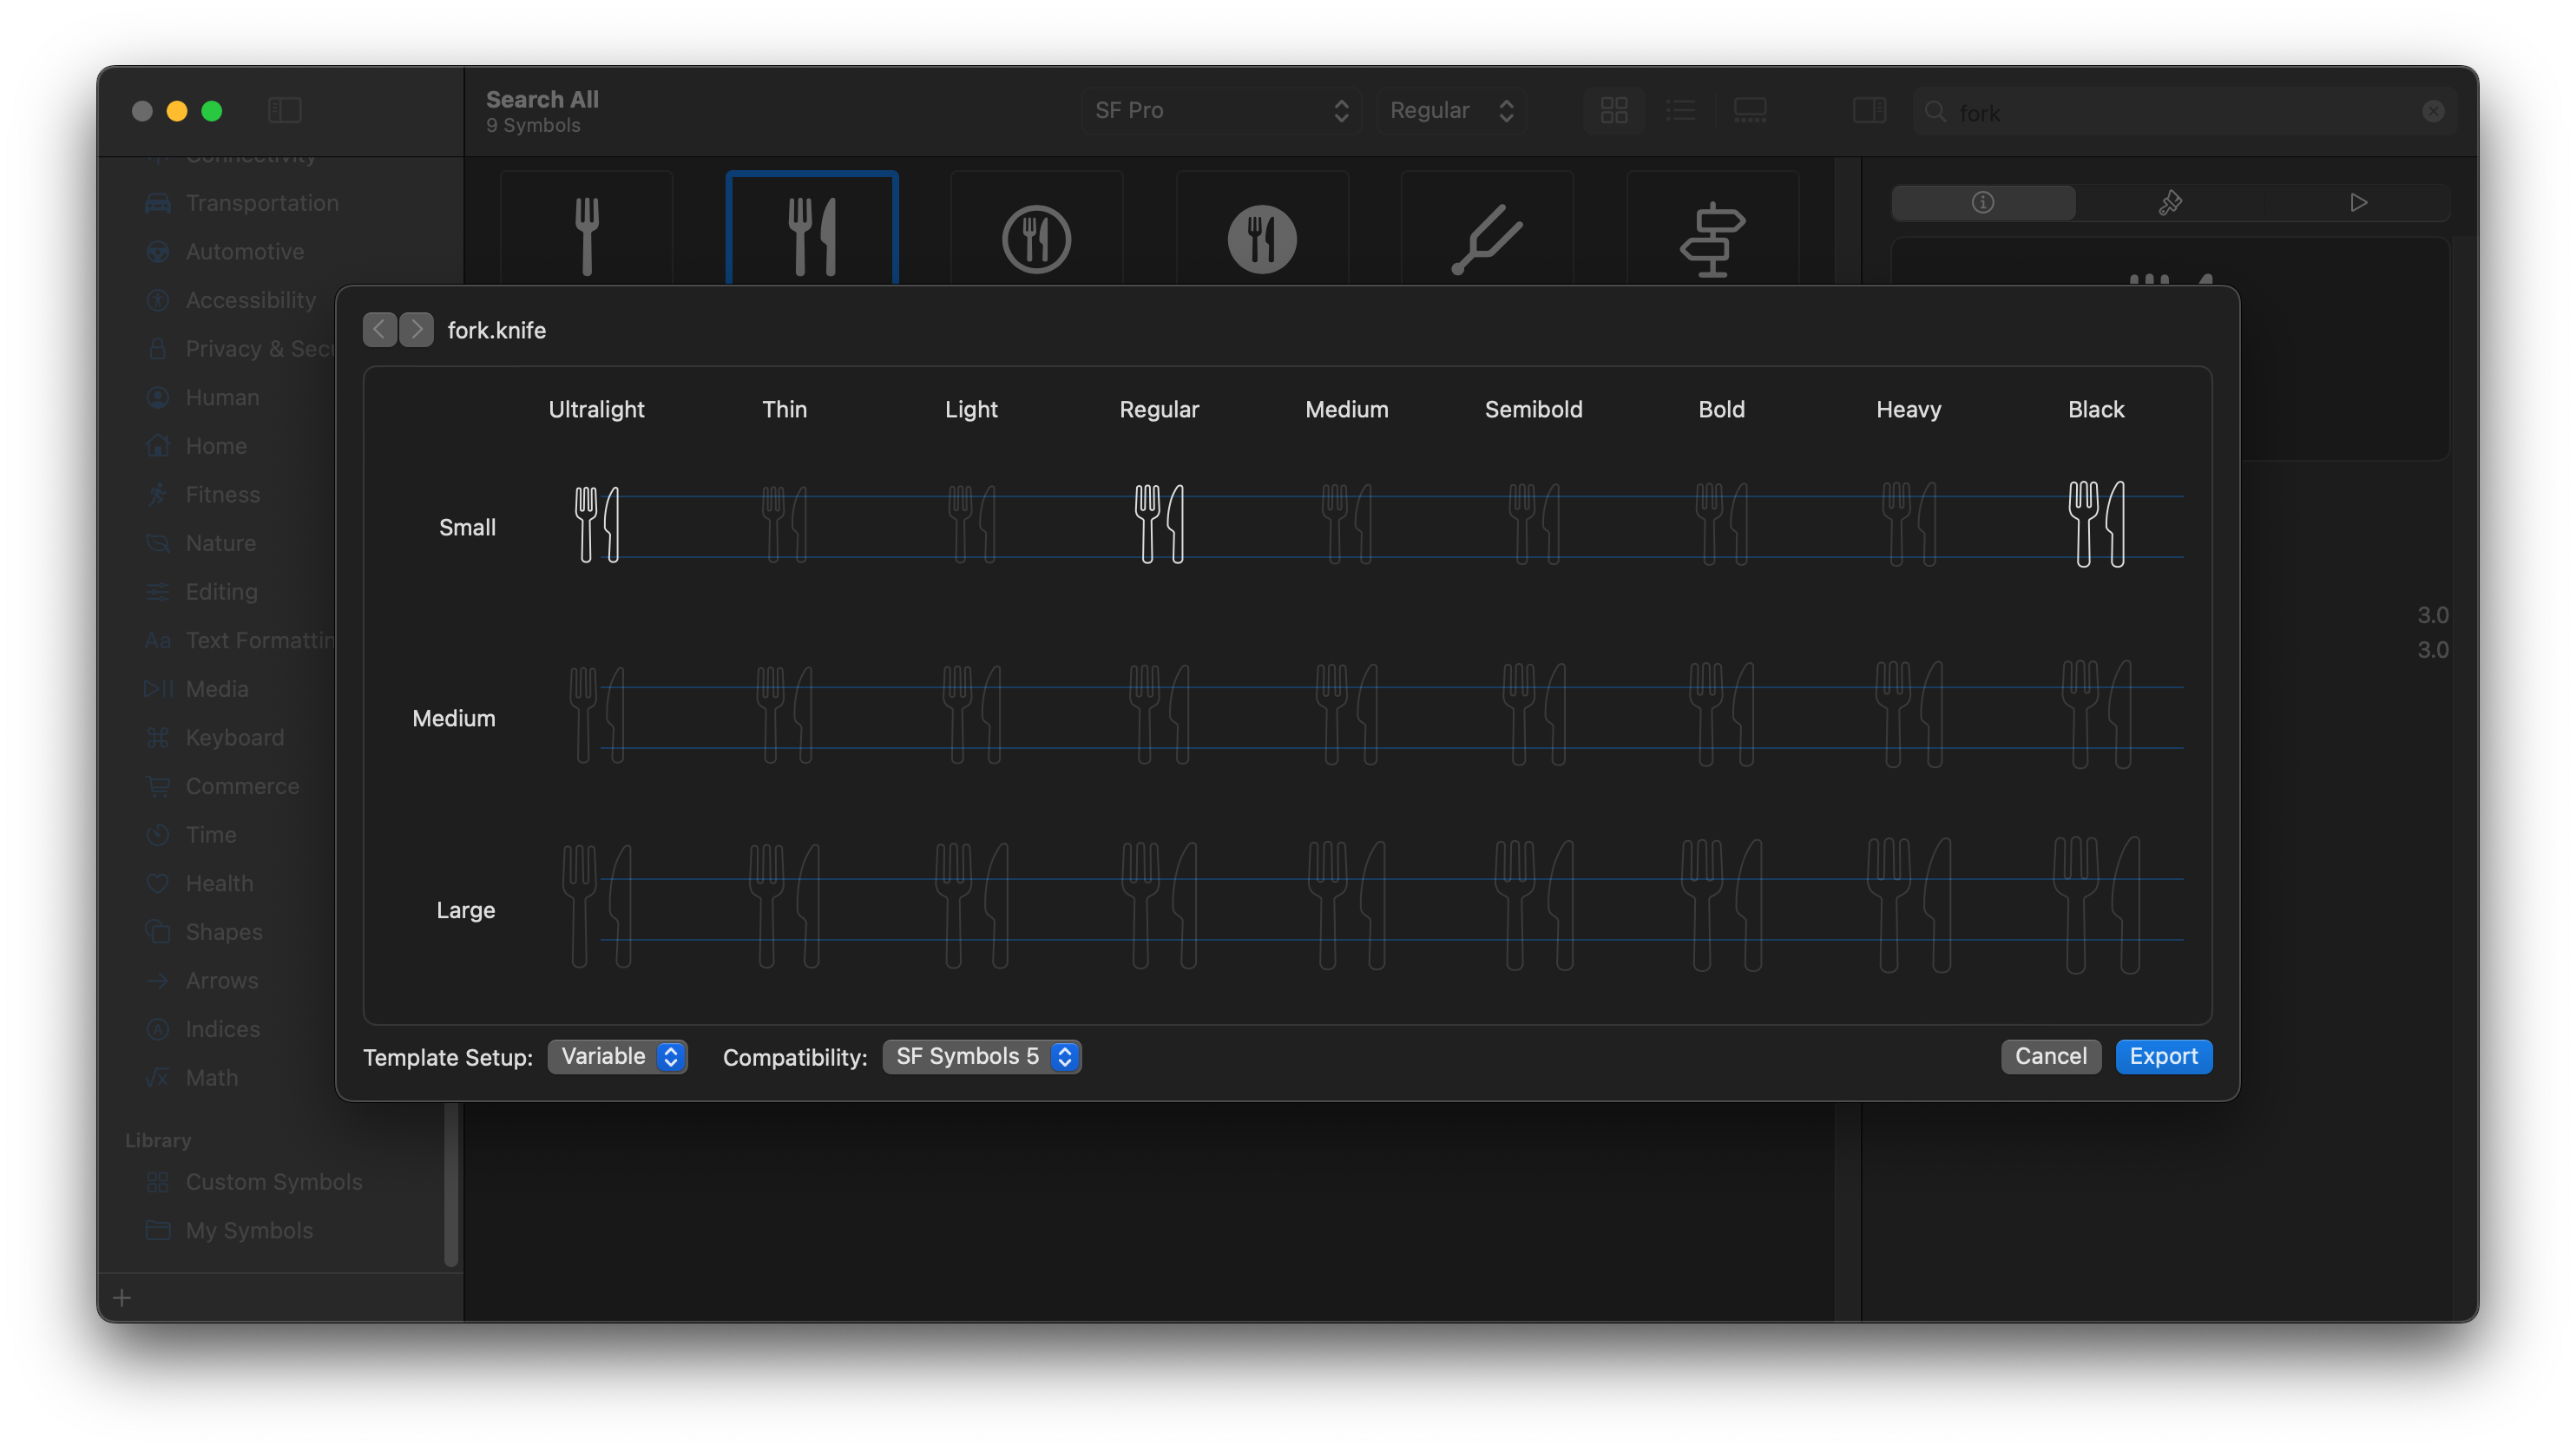 Search All
9 Symbols
SF Pro
Regular
fork
Connectivity
Transportation
Automotive
Accessibility
Privacy & Secu
Human
Home
Fitness
Nature
Editing
Aa Text Formattin
Media
Keyboard
Commerce
Time
Health
Shapes
Arrows
Indices
Math
Library
Custom Symbols
My Symbols
fork.knife
Ultralight Thin Light Regular Medium Semibold Bold Heavy Black
Small
Medium
Large
Template Setup: Variable Compatibility: SF Symbols 5 Cancel Export
3.0
3.0